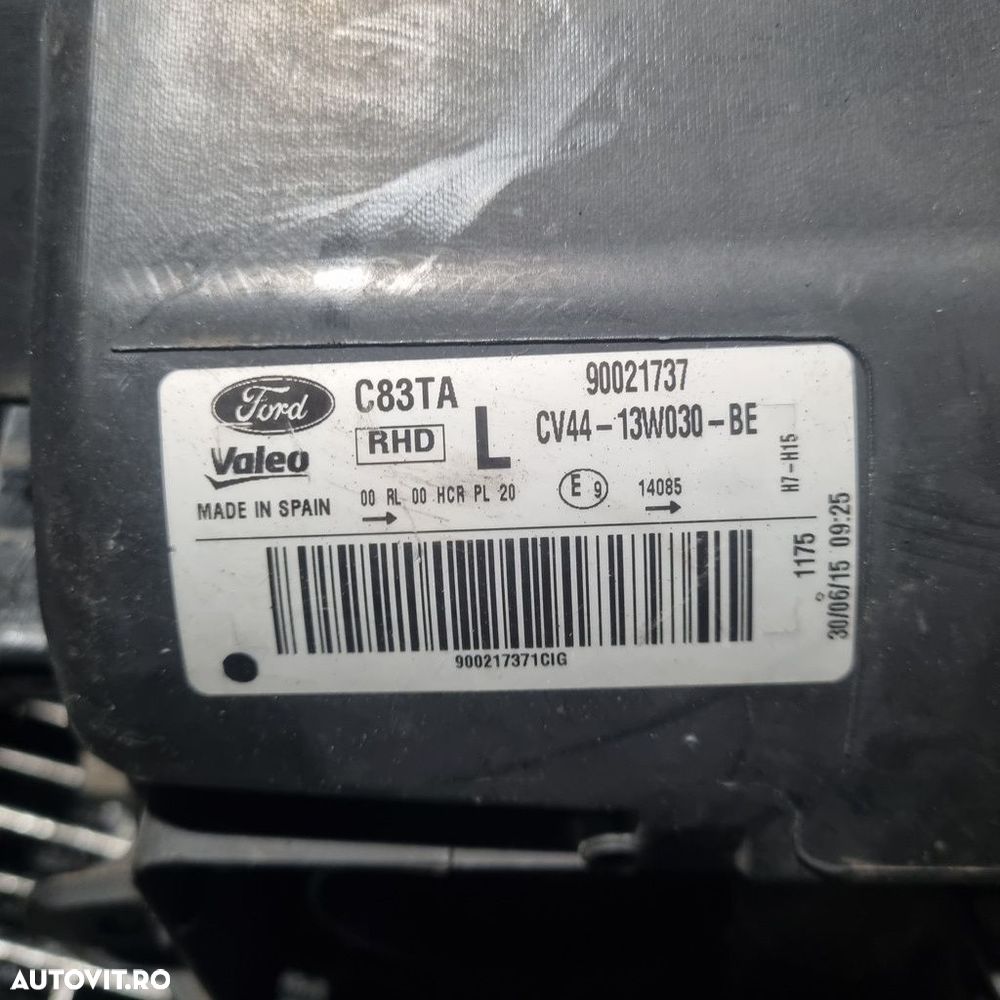 Ford
C83TA
90021737
Valeo
RHD
L
CV44-13W030-BE
H7-H15
MADE IN SPAIN
00 RL 00 HCR PL 20
E 9
14085
1175
30/06/15 09:25
900217371CIG
AUTOVIT.RO